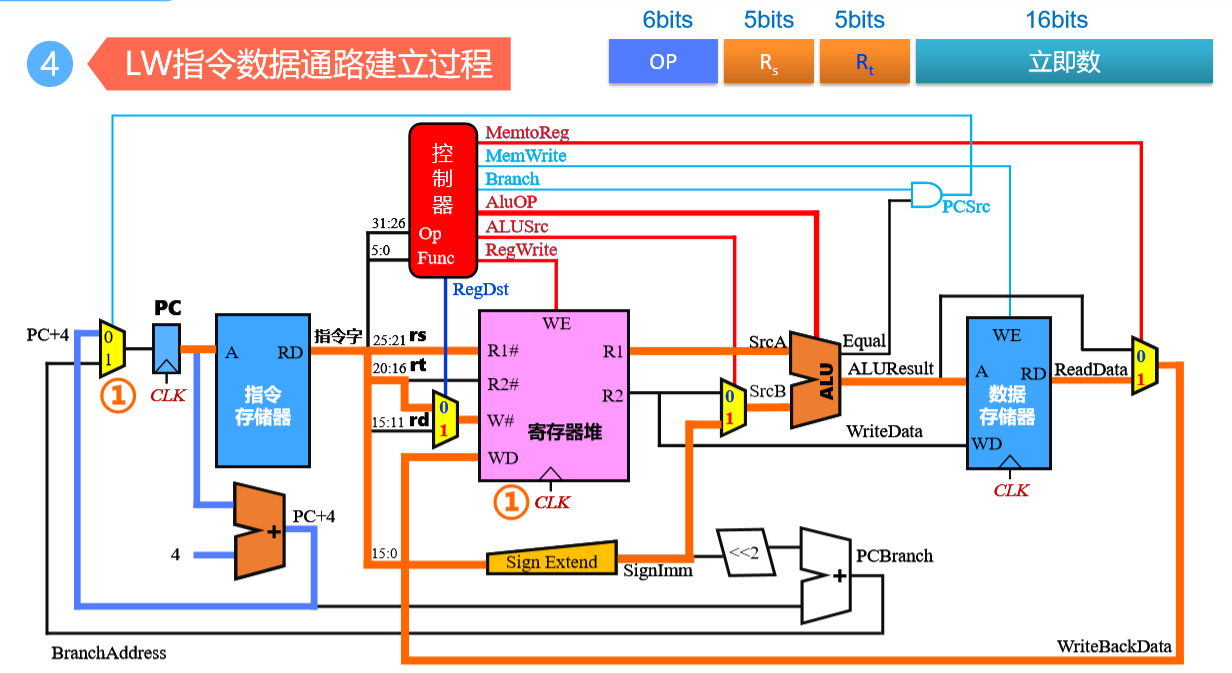 6bits 5bits 5bits 16bits
4 LW指令数据通路建立过程
OP Rs Rt 立即数
控制器
MemtoReg
MemWrite
Branch
AluOP
ALUSrc
RegWrite
PCSrc
31:26
Op
5:0
Func
RegDst
PC+4
0
1
①
PC
CLK
A RD
指令
存储器
指令字
25:21 rs
20:16 rt
15:11 rd
0
1
WE
R1# R1
R2# R2
W#
WD
寄存器堆
①
CLK
SrcA
0
1
SrcB
ALU
Equal
ALUResult
WriteData
WE
A RD
数据
存储器
WD
CLK
ReadData
0
1
4
+
PC+4
15:0
Sign Extend
SignImm
<<2
+
PCBranch
BranchAddress
WriteBackData